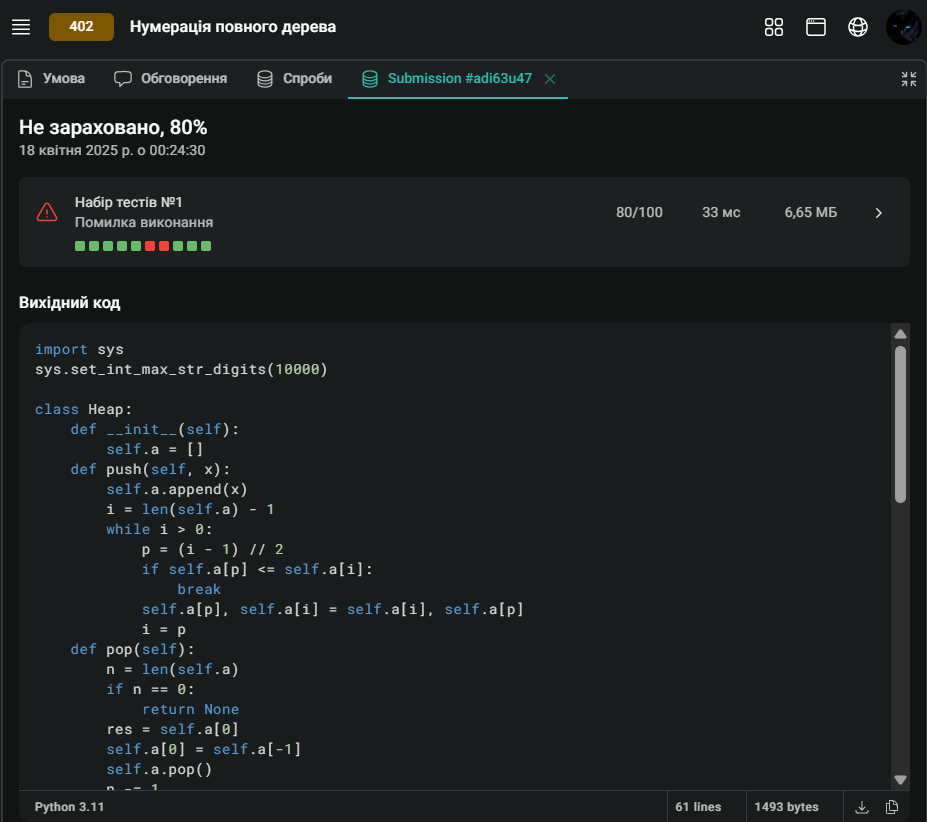 402 Нумерація повного дерева
Умова Обговорення Спроби Submission #adi63u47
Не зараховано, 80%
18 квітня 2025 р. о 00:24:30
Набір тестів №1
Помилка виконання
80/100 33 мс 6,65 МБ
Вихідний код
import sys
sys.set_int_max_str_digits(10000)
class Heap:
    def __init__(self):
        self.a = []
    def push(self, x):
        self.a.append(x)
        i = len(self.a) - 1
        while i > 0:
            p = (i - 1) // 2
            if self.a[p] <= self.a[i]:
                break
            self.a[p], self.a[i] = self.a[i], self.a[p]
            i = p
    def pop(self):
        n = len(self.a)
        if n == 0:
            return None
        res = self.a[0]
        self.a[0] = self.a[-1]
        self.a.pop()
        n -= 1
Python 3.11 61 lines 1493 bytes